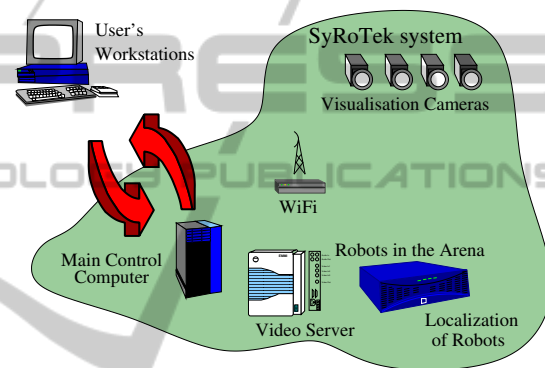 User's
Workstations
SyRoTek system
Visualisation Cameras
WiFi
Main Control
Computer
Robots in the Arena
Video Server
Localization
of Robots
PUBLICATIONS